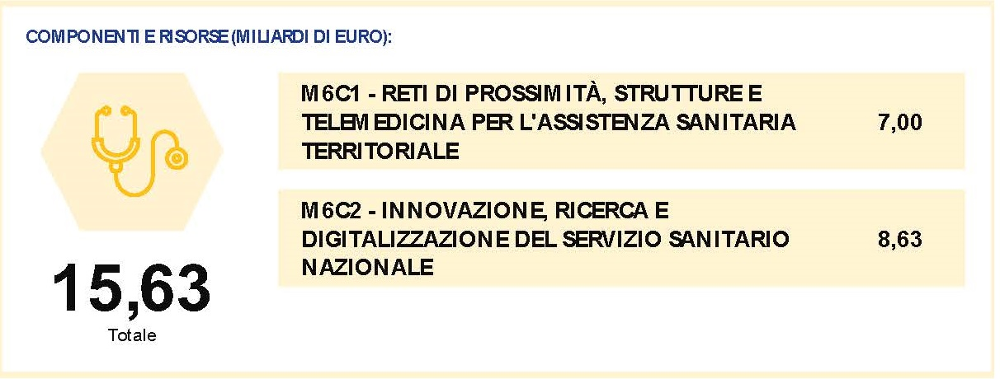 COMPONENTI E RISORSE (MILIARDI DI EURO):
M6C1 - RETI DI PROSSIMITÀ, STRUTTURE E
TELEMEDICINA PER L'ASSISTENZA SANITARIA
TERRITORIALE
7,00
M6C2 - INNOVAZIONE, RICERCA E
DIGITALIZZAZIONE DEL SERVIZIO SANITARIO
NAZIONALE
8,63
15,63
Totale